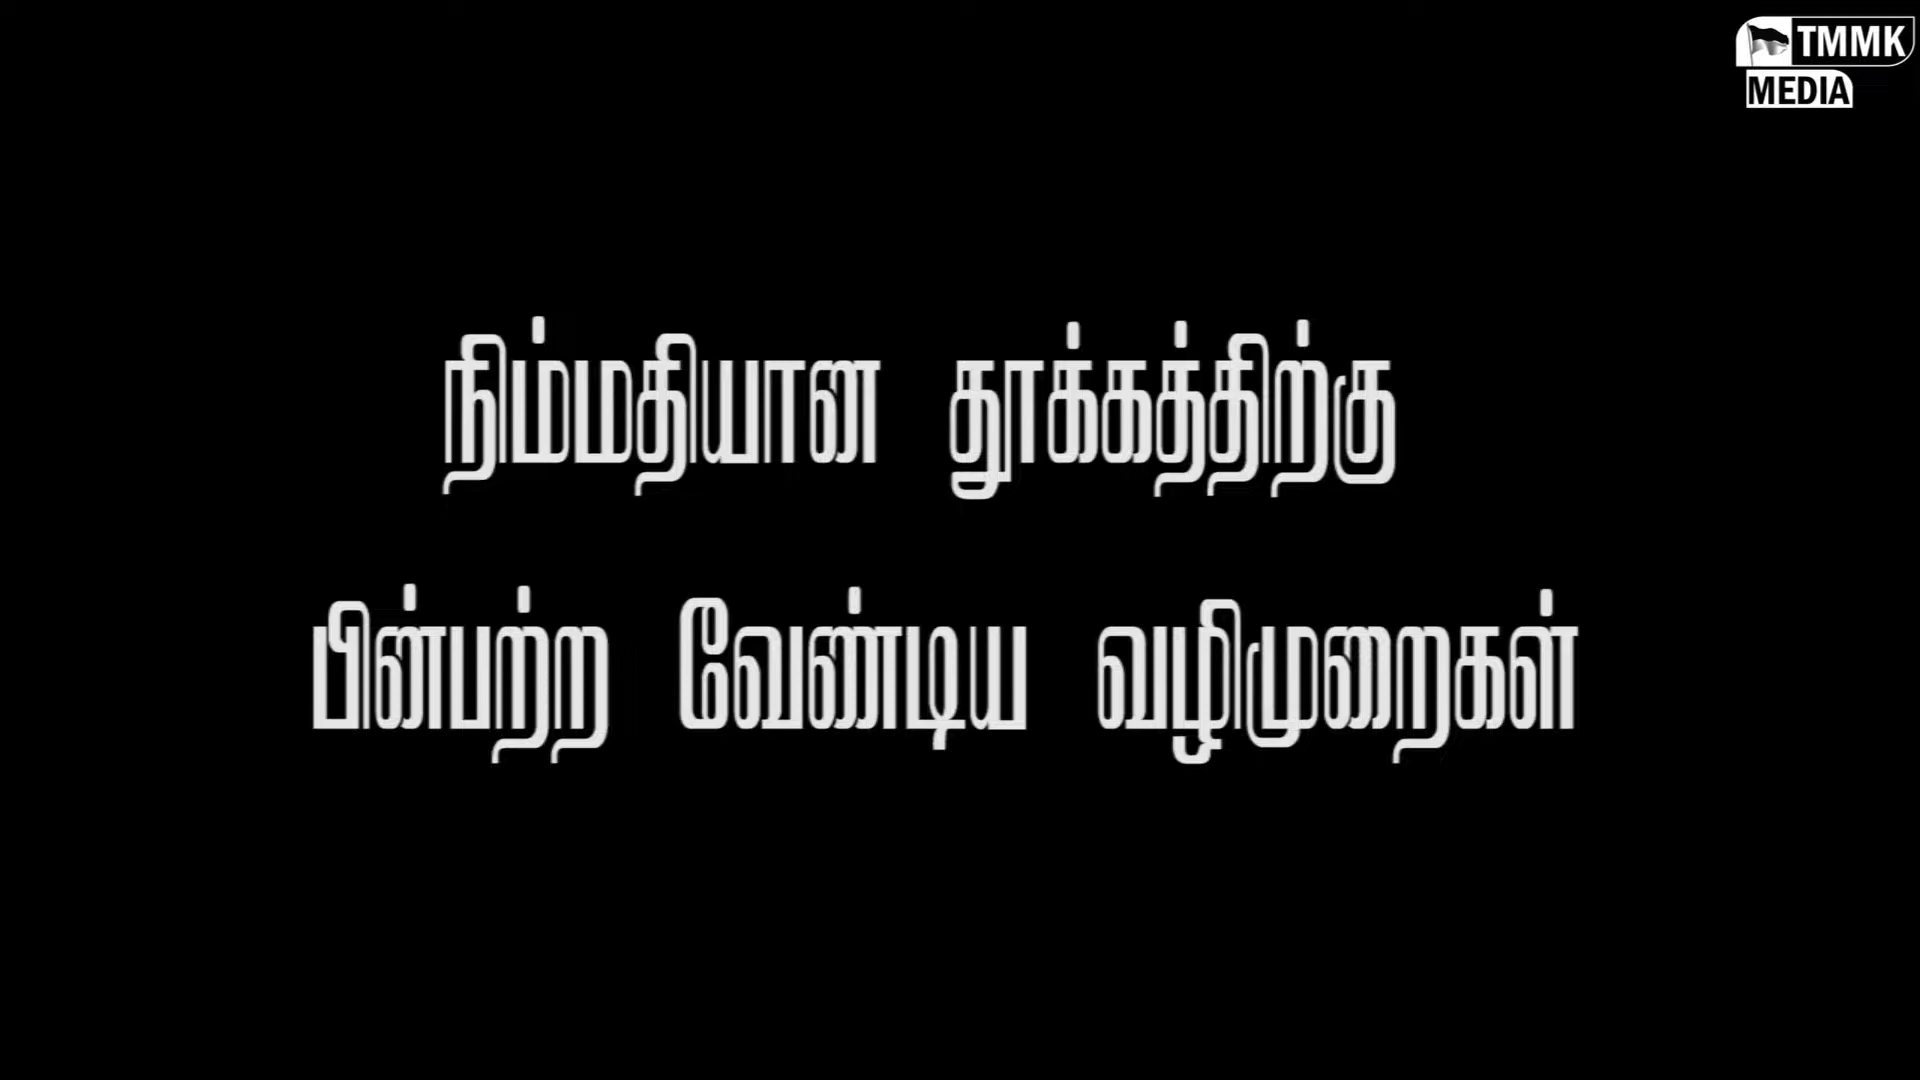 TMMK
MEDIA
நிம்மதியான தூக்கத்திற்கு
பின்பற்ற வேண்டிய வழிமுறைகள்